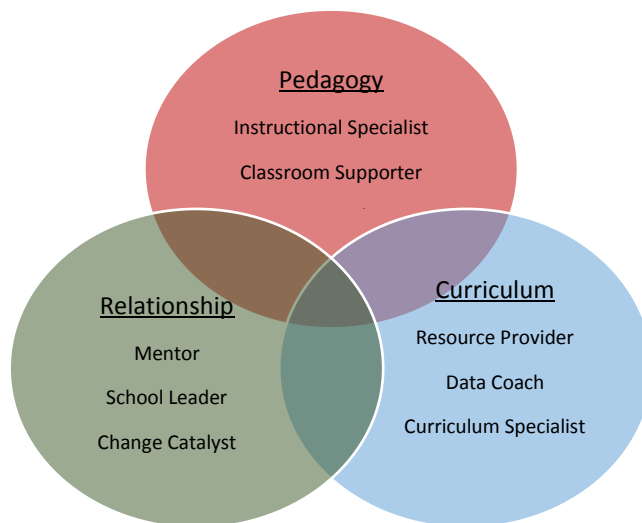 Pedagogy
Instructional Specialist
Classroom Supporter
Relationship
Mentor
School Leader
Change Catalyst
Curriculum
Resource Provider
Data Coach
Curriculum Specialist